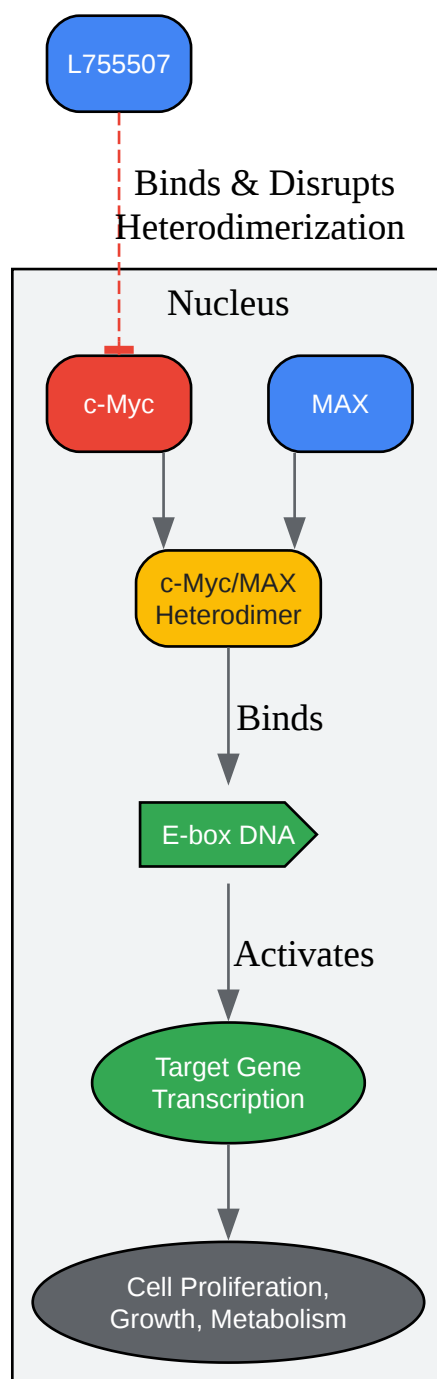 L755507
Binds & Disrupts
Heterodimerization
Nucleus
c-Myc
MAX
c-Myc/MAX
Heterodimer
Binds
E-box DNA
Activates
Target Gene
Transcription
Cell Proliferation,
Growth, Metabolism